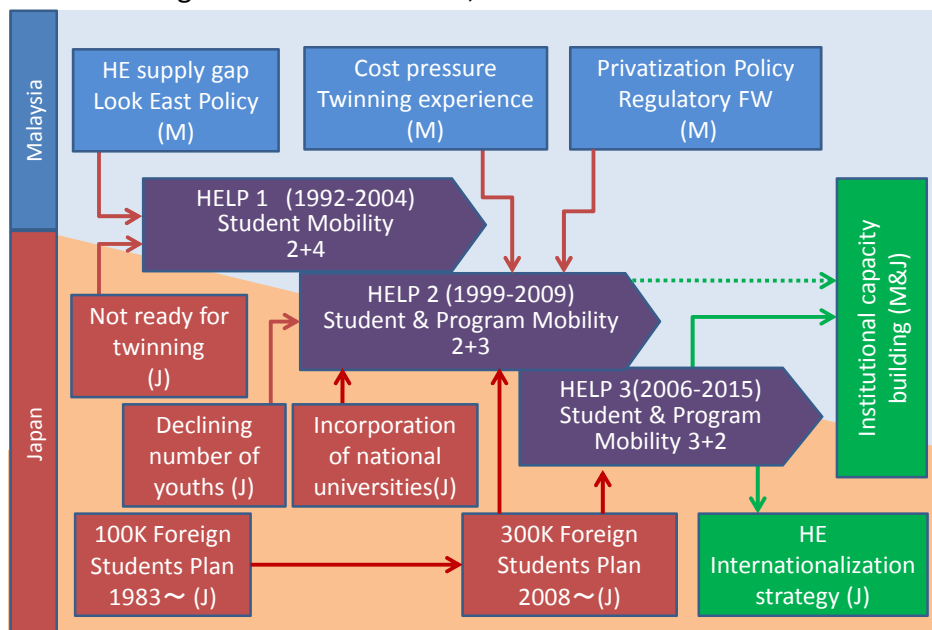 Malaysia
HE supply gap
Look East Policy
(M)
Cost pressure
Twinning experience
(M)
Privatization Policy
Regulatory FW
(M)
HELP 1 (1992-2004)
Student Mobility
2+4
HELP 2 (1999-2009)
Student & Program Mobility
2+3
HELP 3(2006-2015)
Student & Program
Mobility 3+2
Institutional capacity
building (M&J)
Japan
Not ready for
twinning
(J)
Declining
number of
youths (J)
Incorporation
of national
universities(J)
100K Foreign
Students Plan
1983～ (J)
300K Foreign
Students Plan
2008～(J)
HE
Internationalization
strategy (J)